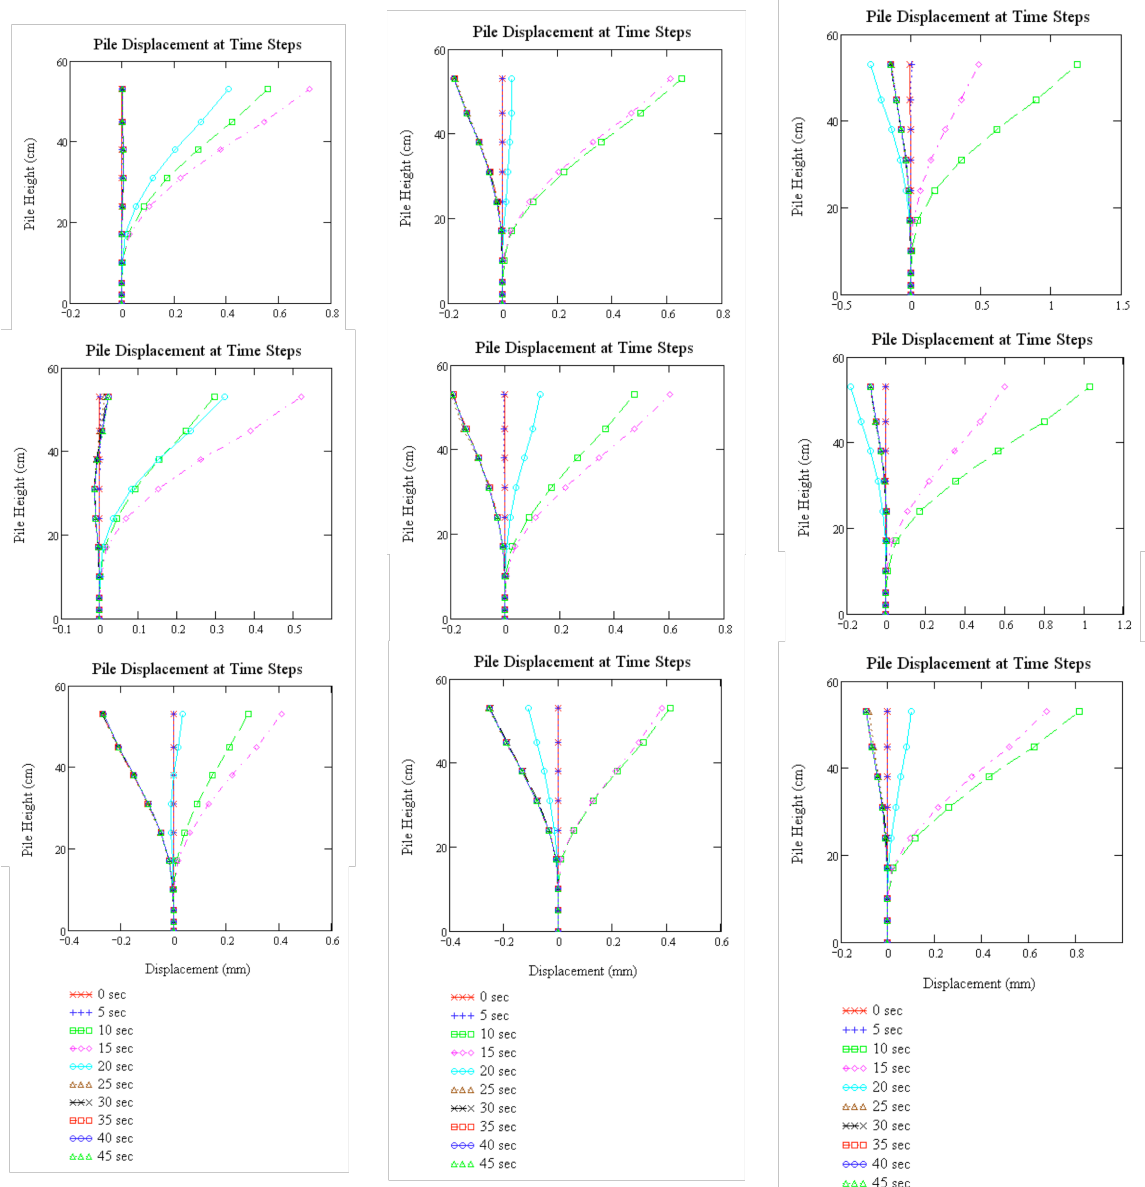 Pile Displacement at Time Steps
60
40
20
0
Pile Height (cm)
−0.2 0 0.2 0.4 0.6 0.8
Pile Displacement at Time Steps
60
40
20
0
Pile Height (cm)
−0.2 0 0.2 0.4 0.6 0.8
Pile Displacement at Time Steps
60
40
20
0
Pile Height (cm)
−0.5 0 0.5 1 1.5
Pile Displacement at Time Steps
60
40
20
0
Pile Height (cm)
−0.1 0 0.1 0.2 0.3 0.4 0.5
Pile Displacement at Time Steps
60
40
20
0
Pile Height (cm)
−0.2 0 0.2 0.4 0.6 0.8
Pile Displacement at Time Steps
60
40
20
0
Pile Height (cm)
−0.2 0 0.2 0.4 0.6 0.8 1 1.2
Pile Displacement at Time Steps
60
40
20
0
Pile Height (cm)
−0.4 −0.2 0 0.2 0.4 0.6
Displacement (mm)
Pile Displacement at Time Steps
60
40
20
0
Pile Height (cm)
−0.4 −0.2 0 0.2 0.4 0.6
Displacement (mm)
Pile Displacement at Time Steps
60
40
20
0
Pile Height (cm)
−0.2 0 0.2 0.4 0.6 0.8
Displacement (mm)
0 sec
5 sec
10 sec
15 sec
20 sec
25 sec
30 sec
35 sec
40 sec
45 sec
0 sec
5 sec
10 sec
15 sec
20 sec
25 sec
30 sec
35 sec
40 sec
45 sec
0 sec
5 sec
10 sec
15 sec
20 sec
25 sec
30 sec
35 sec
40 sec
45 sec